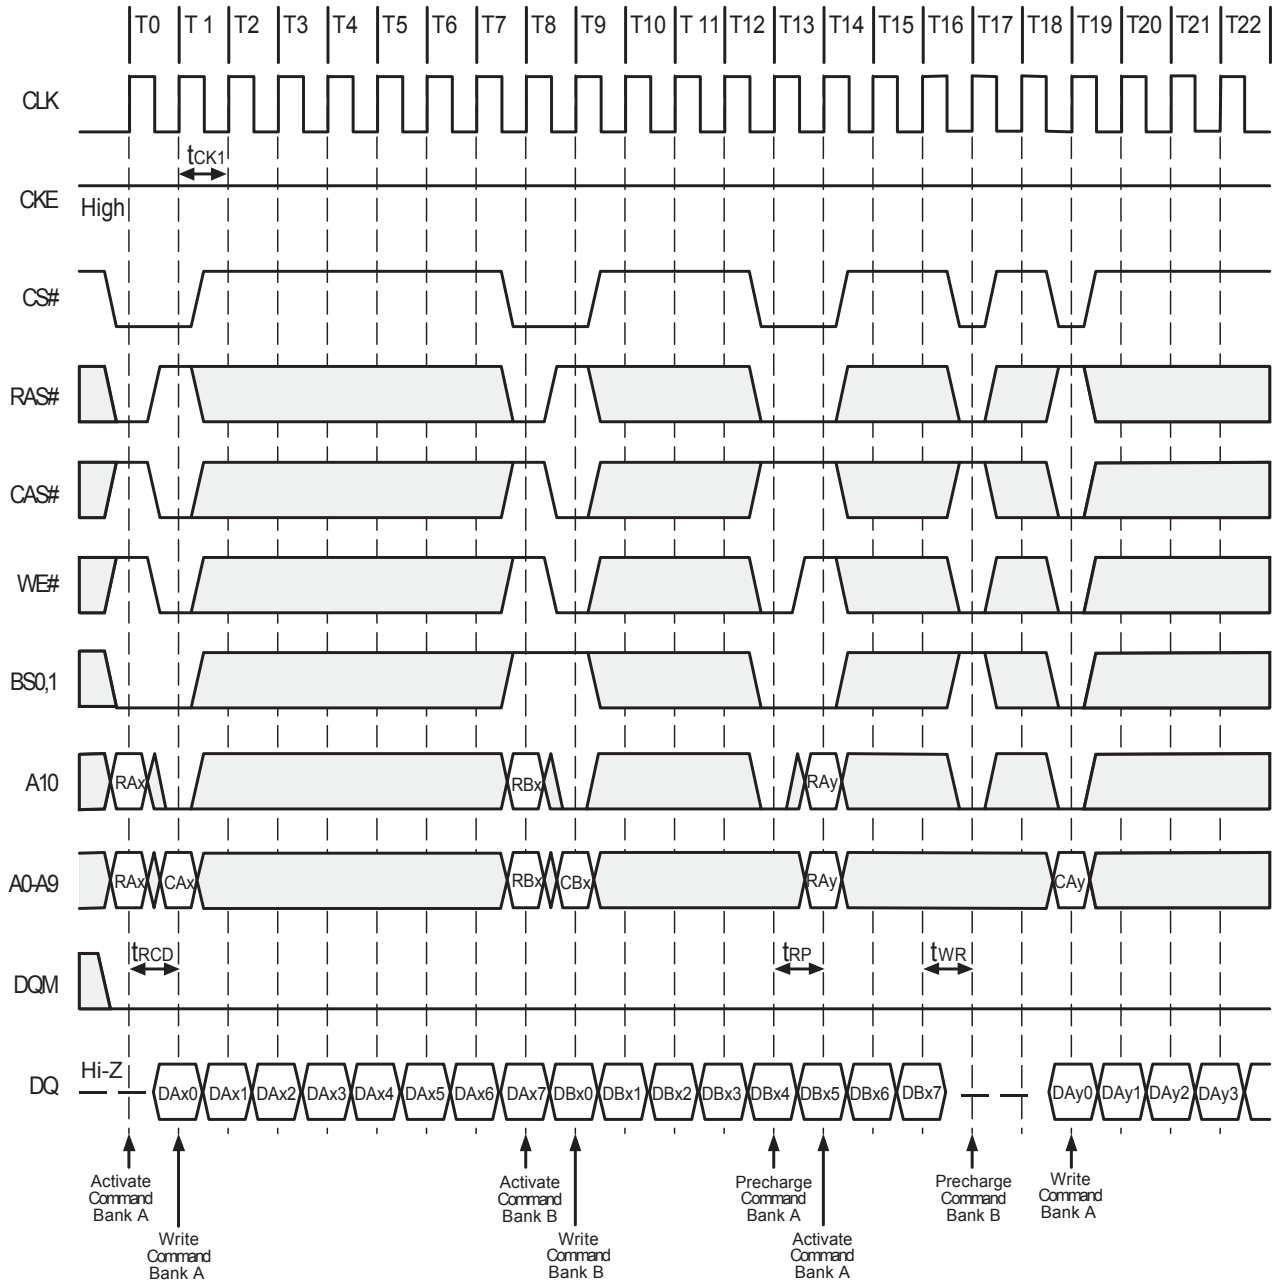 T0 T 1 T2 T3 T4 T5 T6 T7 T8 T9 T10 T 11 T12 T13 T14 T15 T16 T17 T18 T19 T20 T21 T22
CLK
tCK1
CKE
High
CS#
RAS#
CAS#
WE#
BS0,1
A10 RAx RBx RAy
A0-A9 RAx CAx RBx CBx RAy CAy
tRCD tRP tWR
DQM
Hi-Z
DQ DAx0 DAx1 DAx2 DAx3 DAx4 DAx5 DAx6 DAx7 DBx0 DBx1 DBx2 DBx3 DBx4 DBx5 DBx6 DBx7 DAy0 DAy1 DAy2 DAy3
Activate
Command
Bank A
Write
Command
Bank A
Activate
Command
Bank B
Write
Command
Bank B
Precharge
Command
Bank A
Activate
Command
Bank A
Precharge
Command
Bank B
Write
Command
Bank A